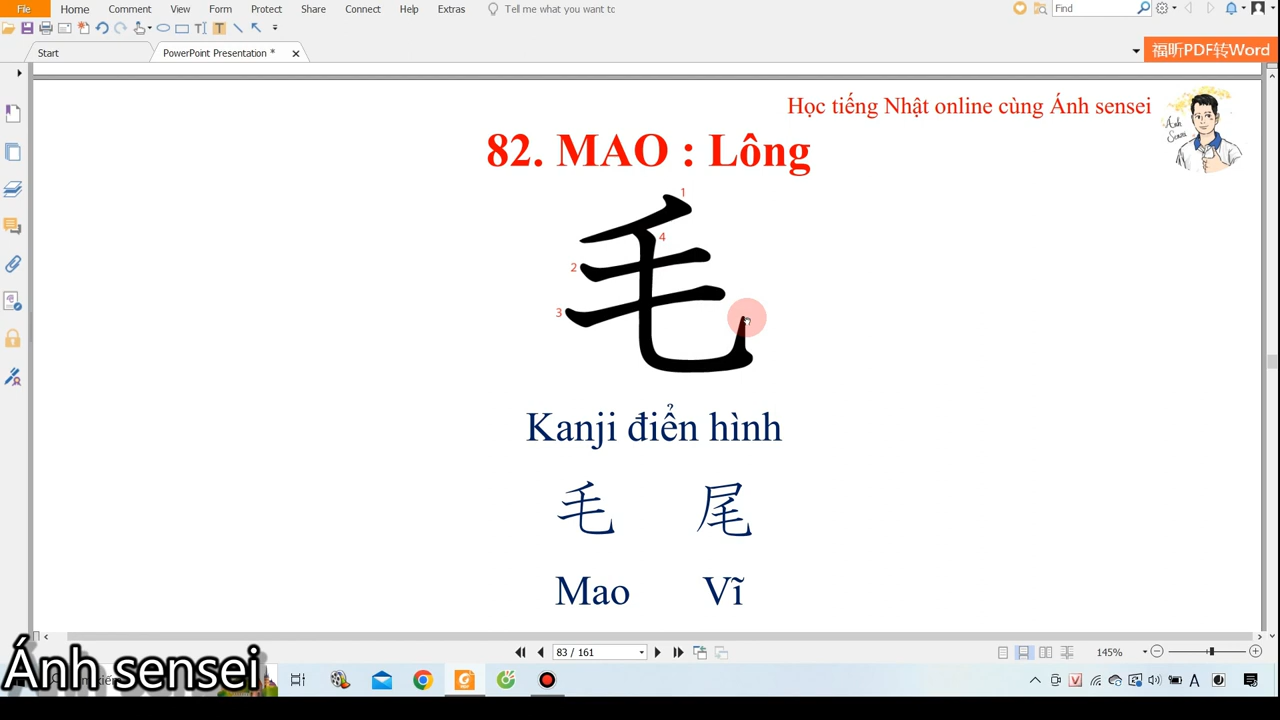 File Home Comment View Form Protect Share Connect Help Extras Tell me what you want to Find
Start PowerPoint Presentation * 福昕PDF转Word
Học tiếng Nhật online cùng Ánh sensei
Ánh Sensei
82. MAO : Lông
1
毛
4
2
3
Kanji điển hình
毛 尾
Mao Vĩ
83 / 161 145%
Ánh sensei